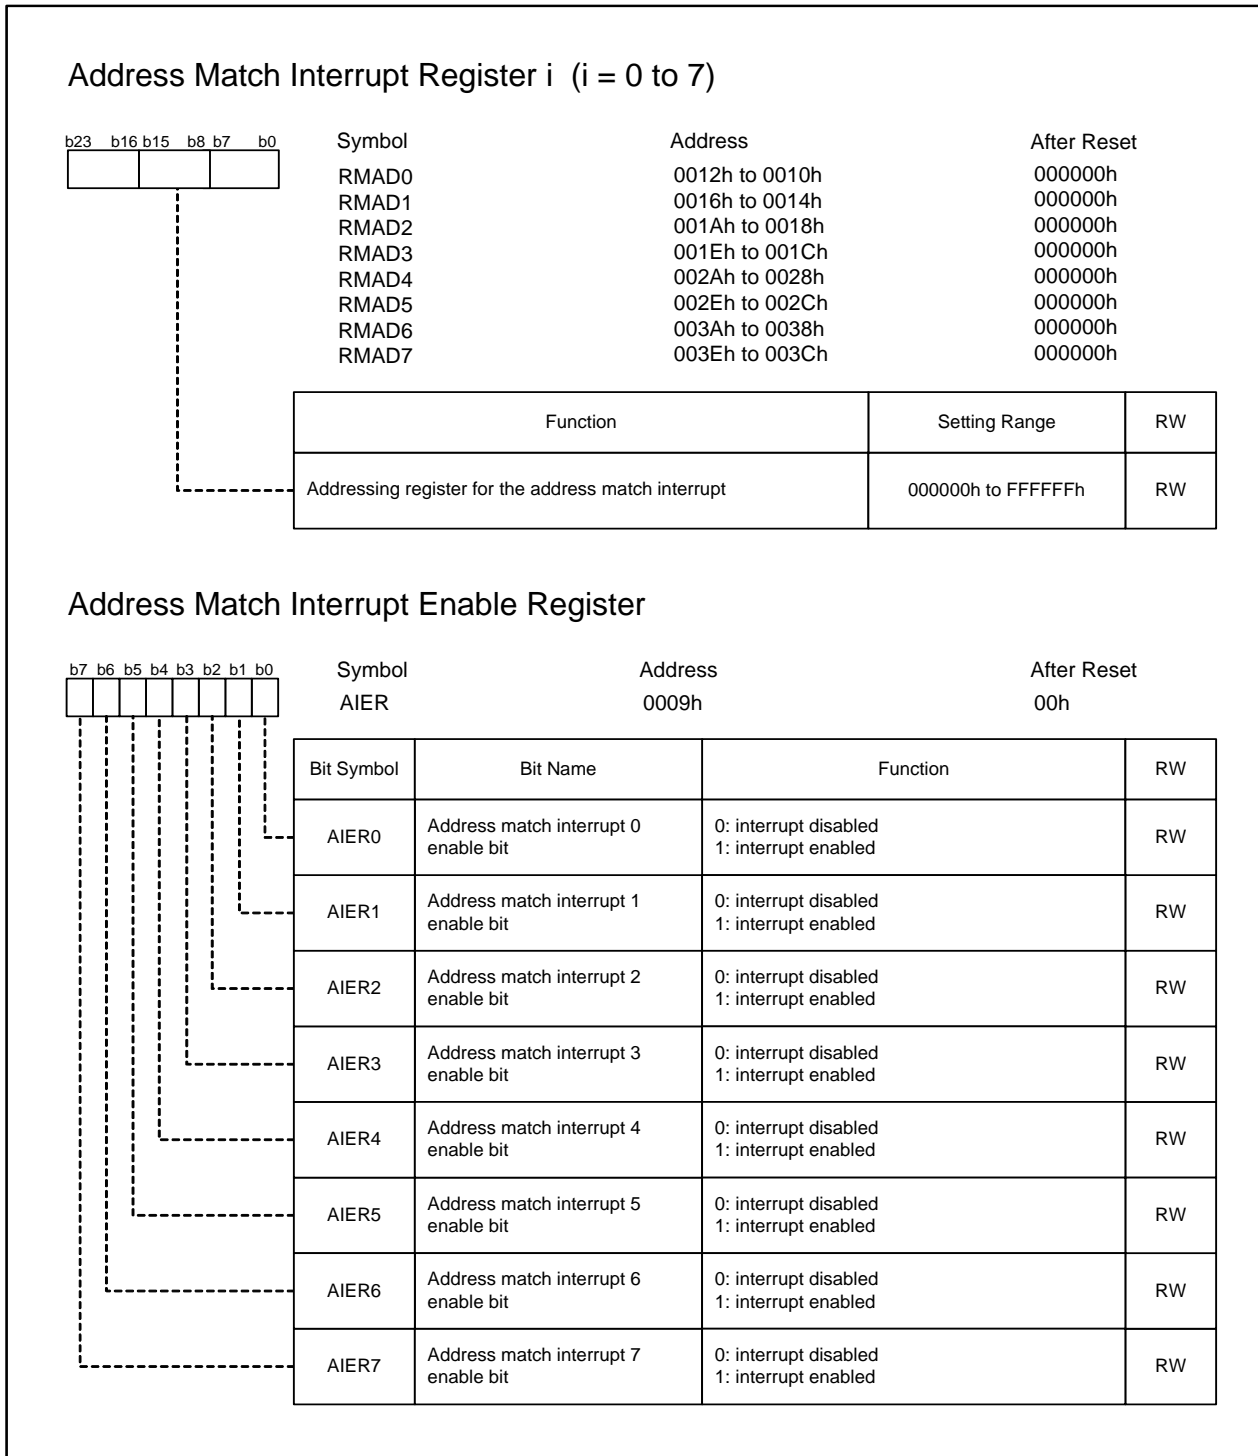 Address Match Interrupt Register i (i = 0 to 7)
b23 b16 b15 b8 b7 b0
Symbol Address After Reset
RMAD0 0012h to 0010h 000000h
RMAD1 0016h to 0014h 000000h
RMAD2 001Ah to 0018h 000000h
RMAD3 001Eh to 001Ch 000000h
RMAD4 002Ah to 0028h 000000h
RMAD5 002Eh to 002Ch 000000h
RMAD6 003Ah to 0038h 000000h
RMAD7 003Eh to 003Ch 000000h
Function Setting Range RW
Addressing register for the address match interrupt 000000h to FFFFFFh RW
Address Match Interrupt Enable Register
b7 b6 b5 b4 b3 b2 b1 b0
Symbol Address After Reset
AIER 0009h 00h
Bit Symbol Bit Name Function RW
AIER0 Address match interrupt 0 0: interrupt disabled RW
enable bit 1: interrupt enabled
AIER1 Address match interrupt 1 0: interrupt disabled RW
enable bit 1: interrupt enabled
AIER2 Address match interrupt 2 0: interrupt disabled RW
enable bit 1: interrupt enabled
AIER3 Address match interrupt 3 0: interrupt disabled RW
enable bit 1: interrupt enabled
AIER4 Address match interrupt 4 0: interrupt disabled RW
enable bit 1: interrupt enabled
AIER5 Address match interrupt 5 0: interrupt disabled RW
enable bit 1: interrupt enabled
AIER6 Address match interrupt 6 0: interrupt disabled RW
enable bit 1: interrupt enabled
AIER7 Address match interrupt 7 0: interrupt disabled RW
enable bit 1: interrupt enabled